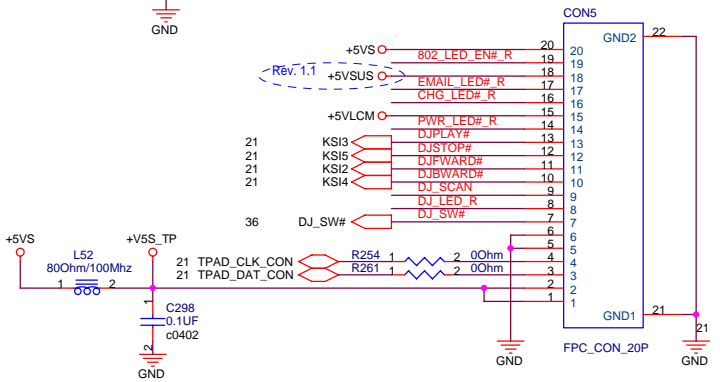 GND
CON5
GND2 22
+5VS 20 20
802_LED_EN#_R 19 19
Rev. 1.1 +5VSUS 18 18
EMAIL_LED#_R 17 17
CHG_LED#_R 16 16
+5VLCM 15 15
PWR_LED#_R 14 14
21 KSI3 DJPLAY# 13 13
21 KSI5 DJSTOP# 12 12
21 KSI2 DJFWARD# 11 11
21 KSI4 DJBWARD# 10 10
DJ_SCAN 9 9
DJ_LED_R 8 8
36 DJ_SW# DJ_SW# 7 7
6 6
5 5
21 TPAD_CLK_CON R254 1 2 0Ohm 4 4
21 TPAD_DAT_CON R261 1 2 0Ohm 3 3
2 2
1 1
GND1 21
21
FPC_CON_20P
+5VS
L52
80Ohm/100Mhz
1 2
+V5S_TP
1
C298
0.1UF
c0402
2
GND
GND
GND